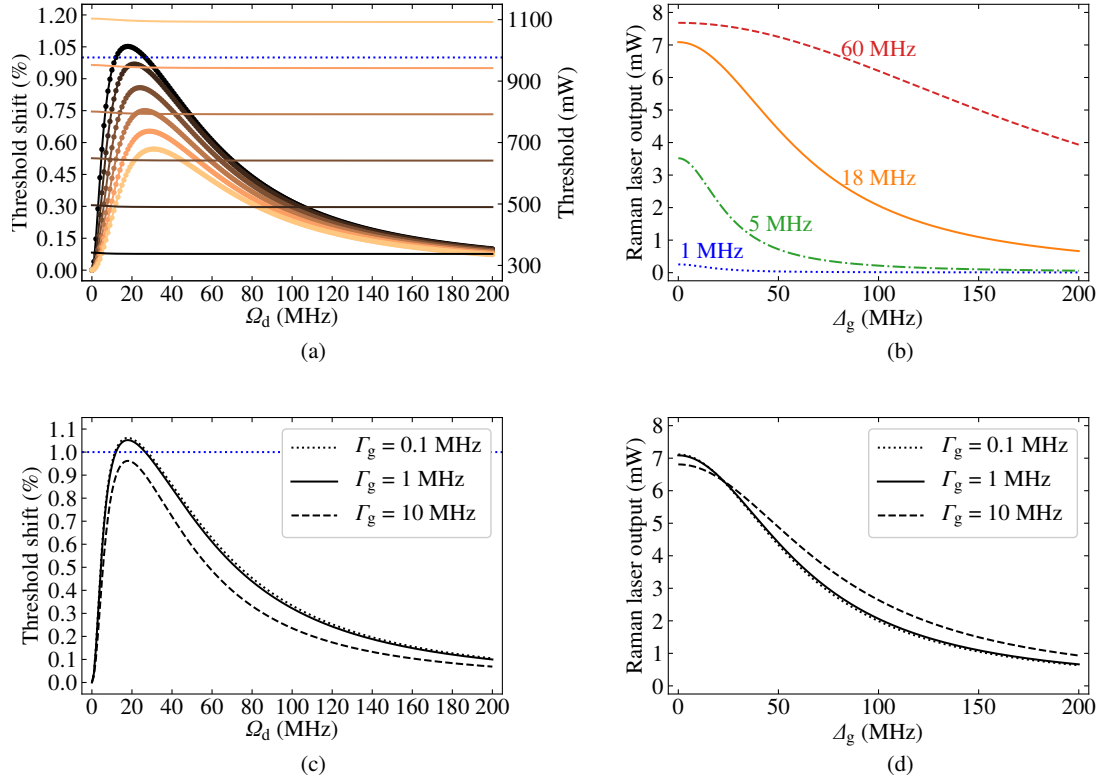 1.20
1.05
0.90
0.75
0.60
0.45
0.30
0.15
0.00
Threshold shift (%)
1100
900
700
500
300
Threshold (mW)
0 20 40 60 80 100 120 140 160 180 200
Ω_d (MHz)
(a)
8
7
6
5
4
3
2
1
0
Raman laser output (mW)
60 MHz
18 MHz
5 MHz
1 MHz
0 50 100 150 200
Δ_g (MHz)
(b)
1.1
1.0
0.9
0.8
0.7
0.6
0.5
0.4
0.3
0.2
0.1
0.0
Threshold shift (%)
Γ_g = 0.1 MHz
Γ_g = 1 MHz
Γ_g = 10 MHz
0 20 40 60 80 100 120 140 160 180 200
Ω_d (MHz)
(c)
8
7
6
5
4
3
2
1
0
Raman laser output (mW)
Γ_g = 0.1 MHz
Γ_g = 1 MHz
Γ_g = 10 MHz
0 50 100 150 200
Δ_g (MHz)
(d)